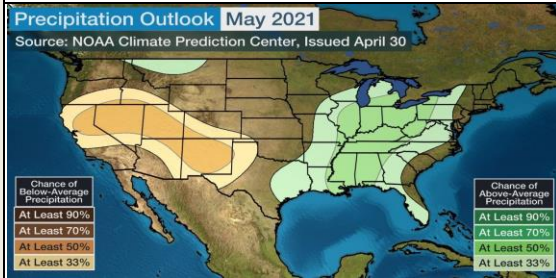 Precipitation Outlook May 2021
Source: NOAA Climate Prediction Center, Issued April 30
Chance of
Below-Average
Precipitation
At Least 90%
At Least 70%
At Least 50%
At Least 33%
Chance of
Above-Average
Precipitation
At Least 90%
At Least 70%
At Least 50%
At Least 33%